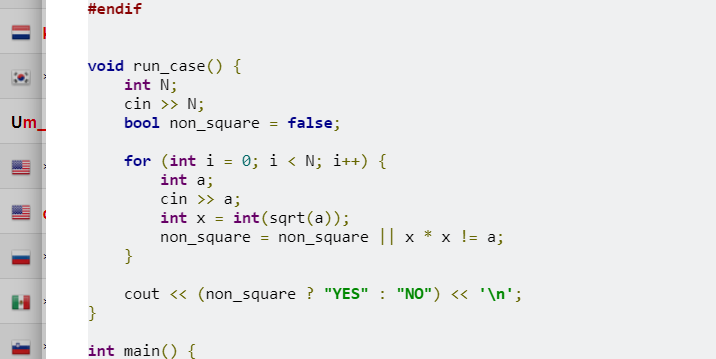 #endif
void run_case() {
    int N;
    cin >> N;
    bool non_square = false;
    for (int i = 0; i < N; i++) {
        int a;
        cin >> a;
        int x = int(sqrt(a));
        non_square = non_square || x * x != a;
    }
    cout << (non_square ? "YES" : "NO") << '\n';
}
int main() {
Um_